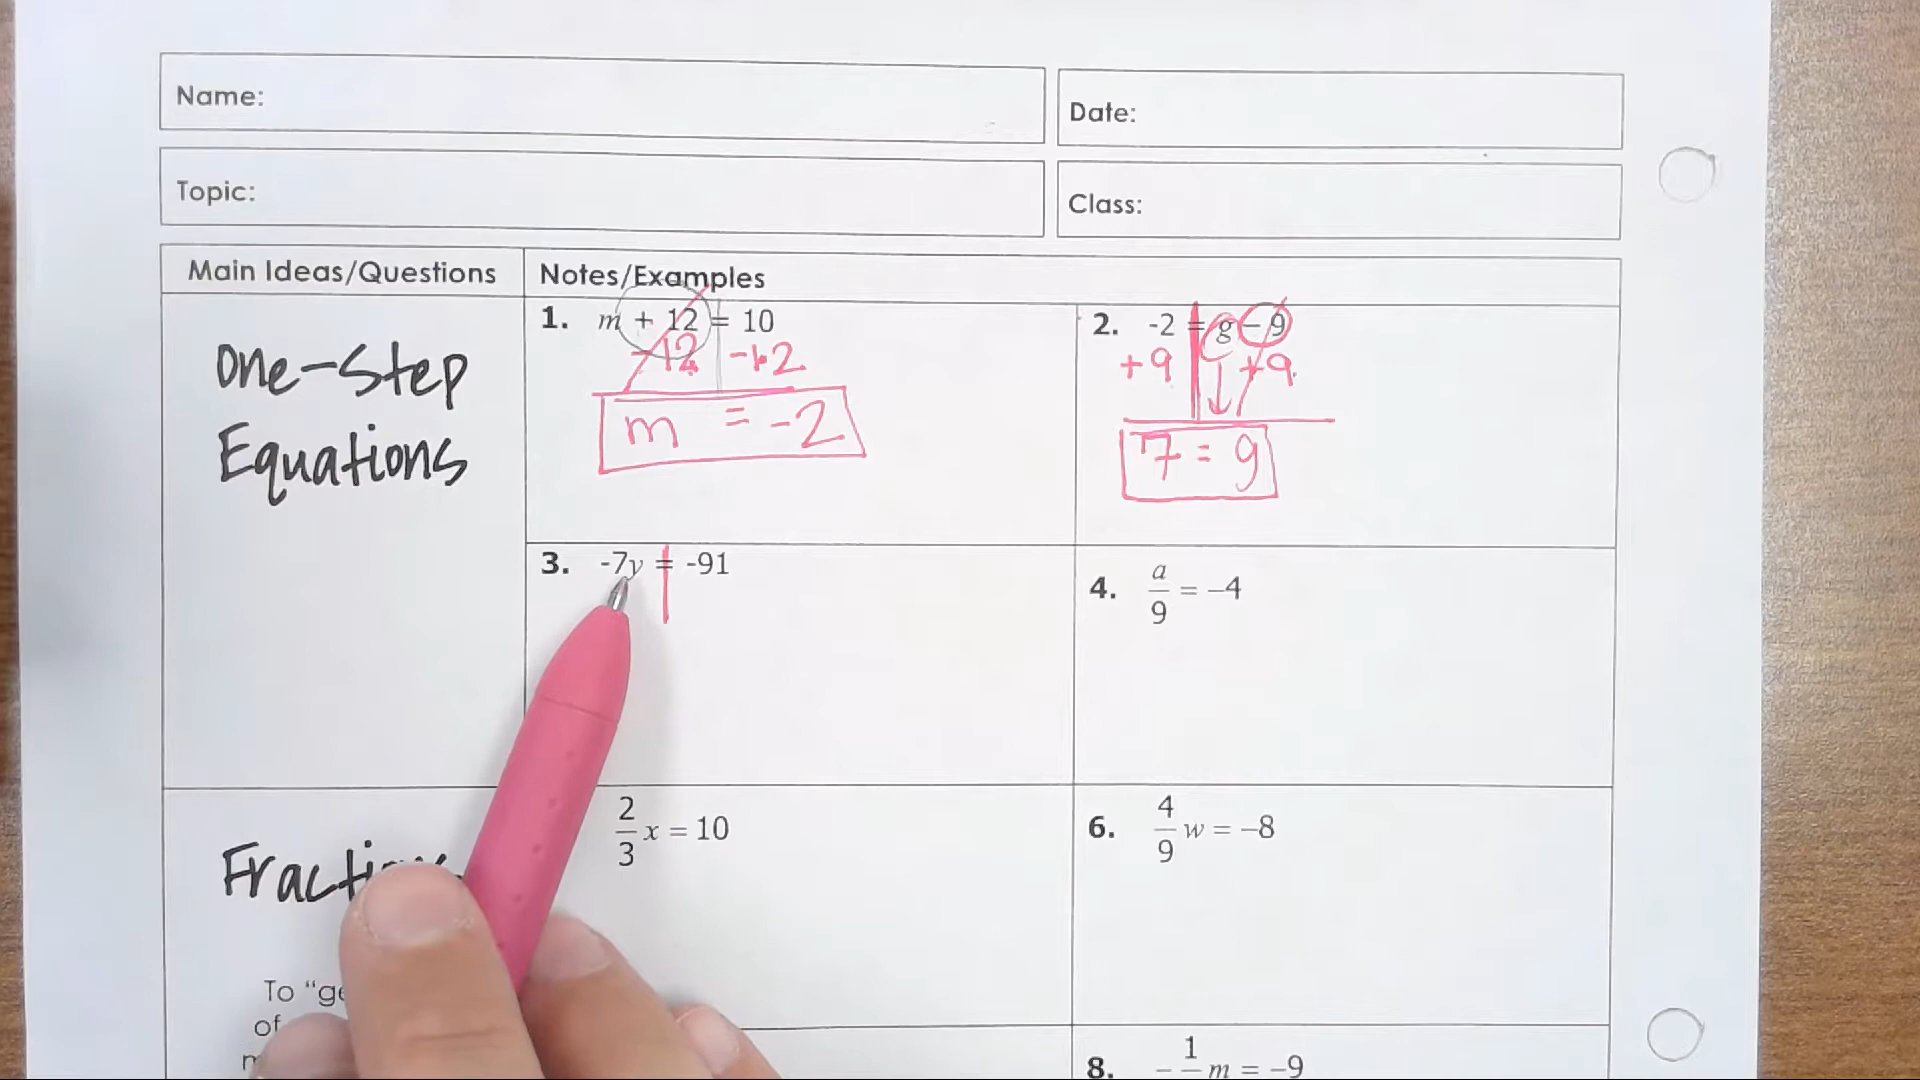 Name:
Date:
Topic:
Class:
Main Ideas/Questions
Notes/Examples
One-Step
Equations
1. m + 12 = 10
-12 -12
m = -2
2. -2 = g - 9
+9 +9
7 = g
3. -7y = -91
4. a/9 = -4
2/3 x = 10
6. 4/9 w = -8
To
of
8. - 1 m = -9